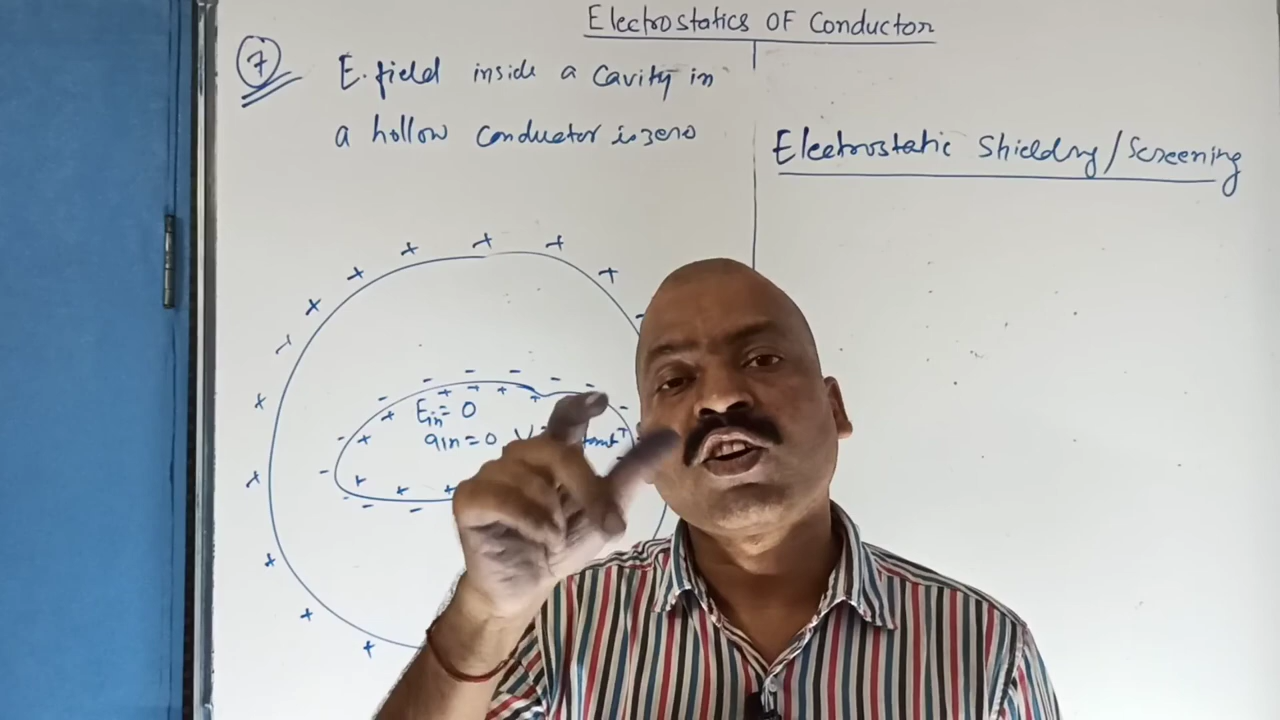 Electrostatics OF Conductor
7
E. field inside a cavity in
a hollow conductor is zero
Electrostatic Shielding/Screening
Ein = 0
qin = 0 V